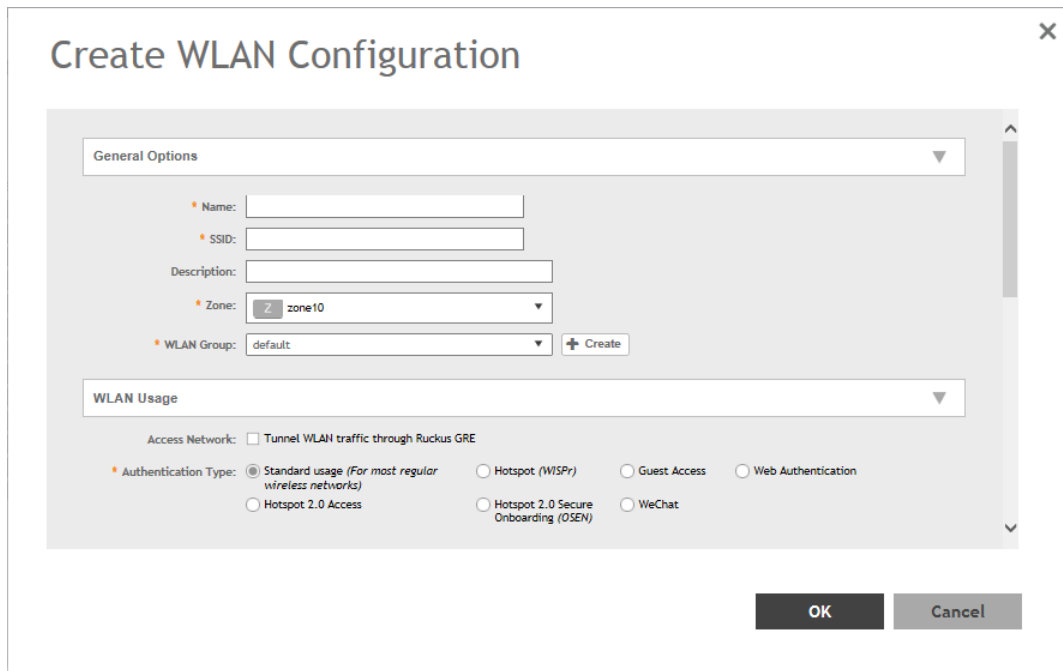 Create WLAN Configuration
General Options
* Name:
* SSID:
Description:
* Zone: Z zone10
* WLAN Group: default + Create
WLAN Usage
Access Network: Tunnel WLAN traffic through Ruckus GRE
* Authentication Type: Standard usage (For most regular wireless networks) Hotspot (WISPr) Guest Access Web Authentication
Hotspot 2.0 Access Hotspot 2.0 Secure Onboarding (OSEN) WeChat
OK Cancel